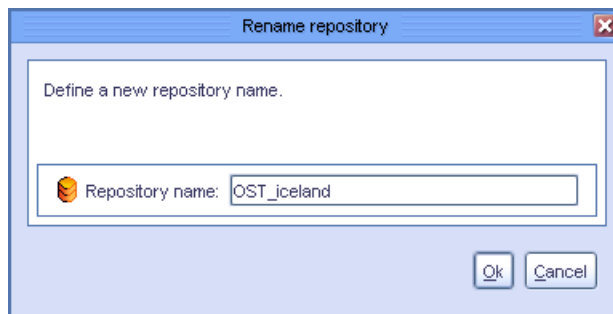 Rename repository
Define a new repository name.
Repository name: OST_iceland
Ok Cancel